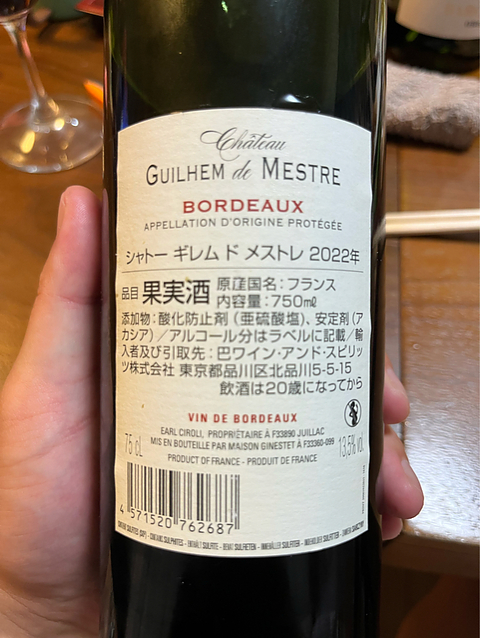 Château
GUILHEM de MESTRE
BORDEAUX
APPELLATION D'ORIGINE PROTÉGÉE
シャトー ギレム ド メストレ 2022年
品目 果実酒 原産国名：フランス
内容量：750mℓ
添加物：酸化防止剤（亜硫酸塩）、安定剤（ア
カシア）／アルコール分はラベルに記載／輸
入者及び引取先：巴ワイン・アンド・スピリッ
ツ株式会社 東京都品川区北品川5-5-15
飲酒は20歳になってから
VIN DE BORDEAUX
EARL CIROLI, PROPRIÉTAIRE À F33890 JUILLAC
MIS EN BOUTEILLE PAR MAISON GINESTET À F33360-099
75 cL
13,5% vol.
PRODUCT OF FRANCE - PRODUIT DE FRANCE
4 571520 762687